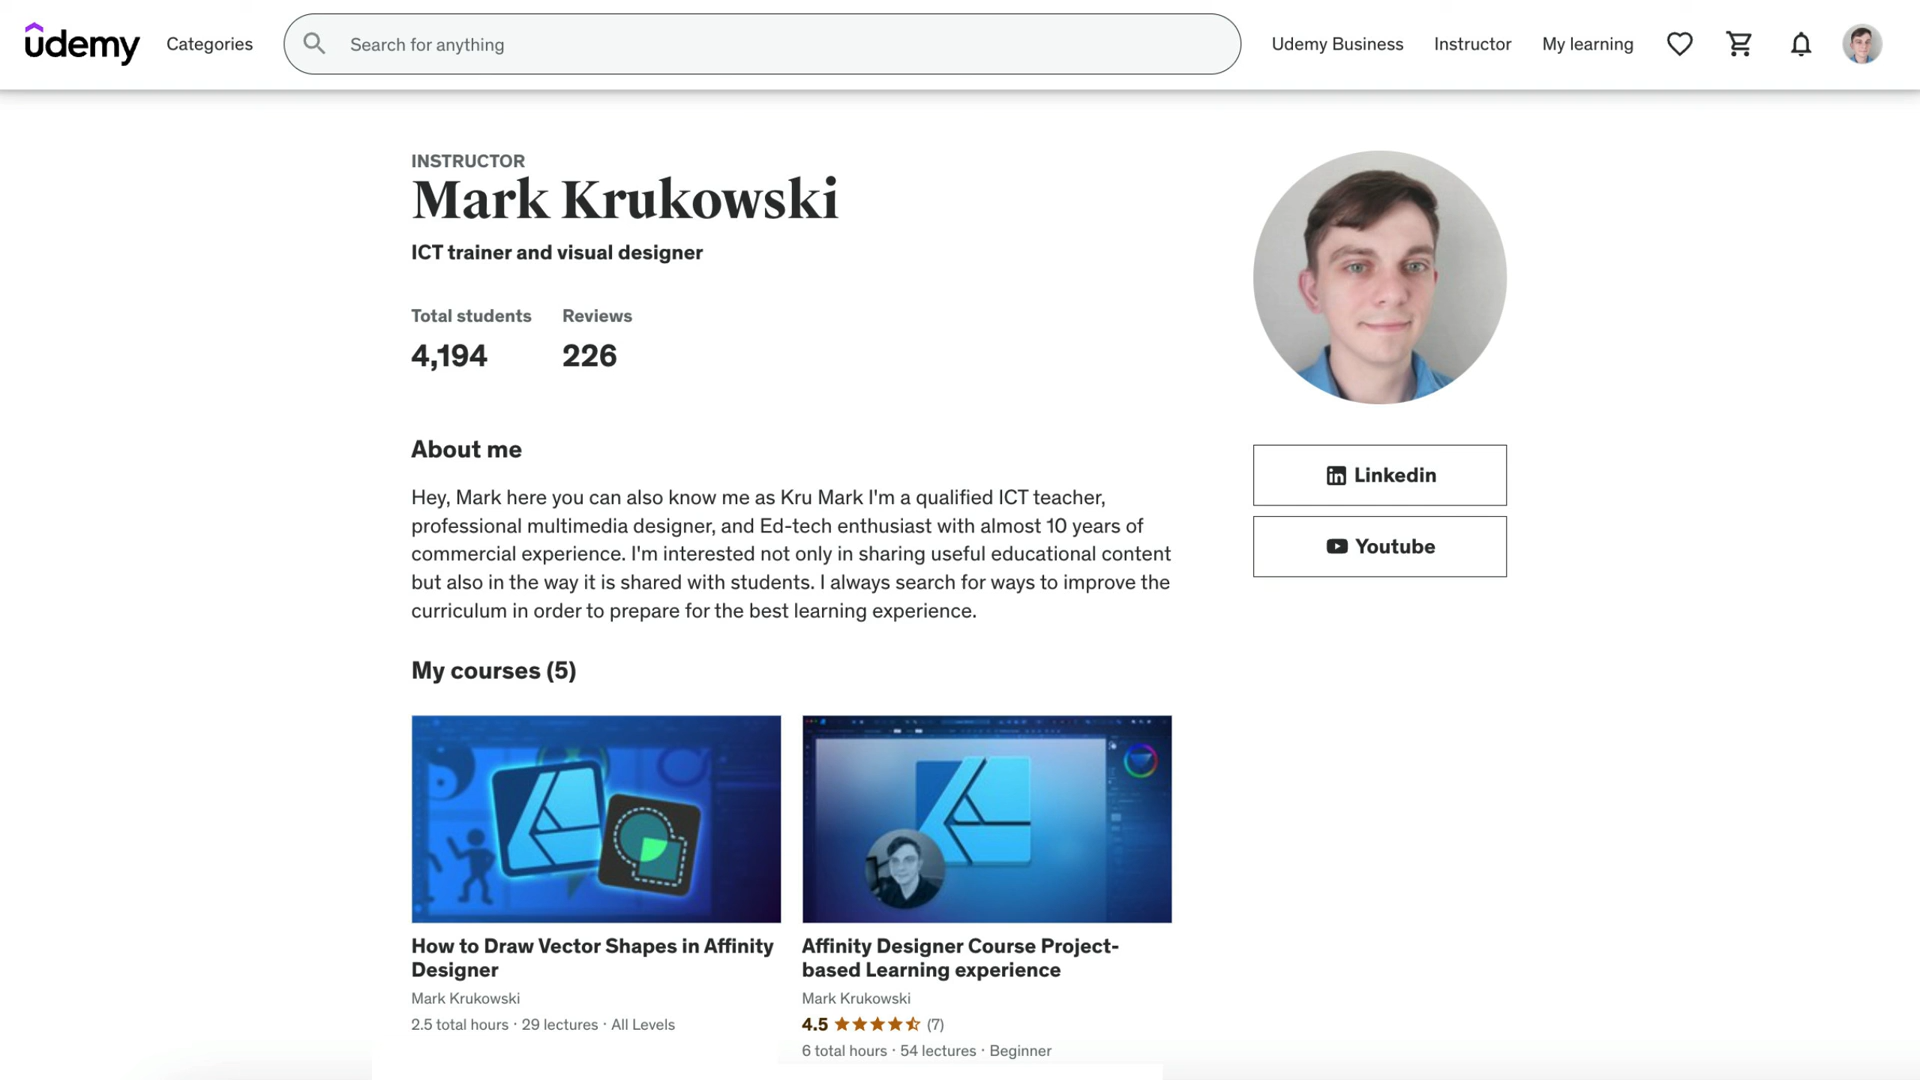 udemy Categories Search for anything Udemy Business Instructor My learning
INSTRUCTOR
Mark Krukowski
ICT trainer and visual designer
Total students Reviews
4,194 226
About me
Hey, Mark here you can also know me as Kru Mark I'm a qualified ICT teacher,
professional multimedia designer, and Ed-tech enthusiast with almost 10 years of
commercial experience. I'm interested not only in sharing useful educational content
but also in the way it is shared with students. I always search for ways to improve the
curriculum in order to prepare for the best learning experience.
Linkedin
Youtube
My courses (5)
How to Draw Vector Shapes in Affinity
Designer
Mark Krukowski
2.5 total hours · 29 lectures · All Levels
Affinity Designer Course Project-
based Learning experience
Mark Krukowski
4.5 (7)
6 total hours · 54 lectures · Beginner